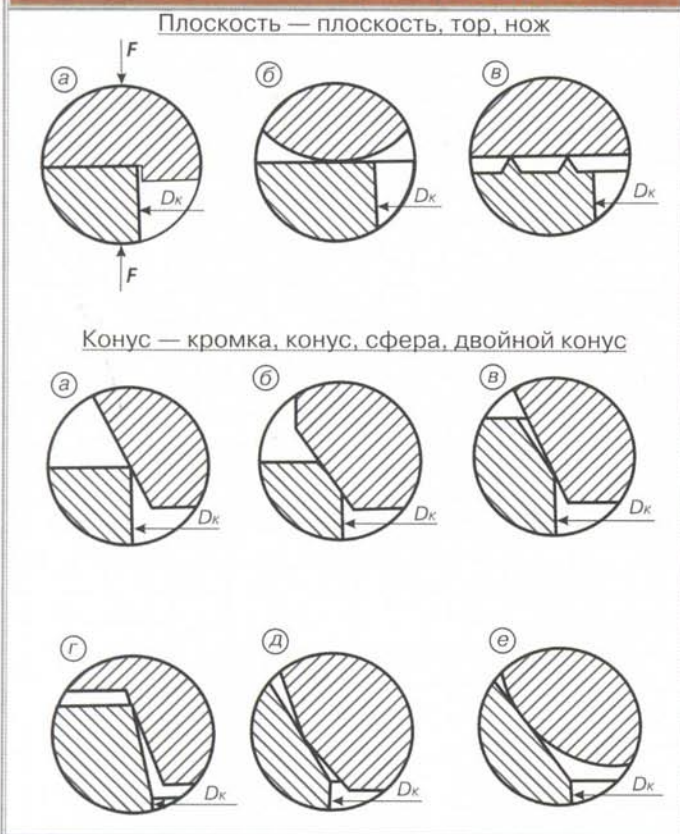 Плоскость — плоскость, тор, нож
F
а
б
в
Dк
Dк
Dк
F
Конус — кромка, конус, сфера, двойной конус
а
б
в
Dк
Dк
Dк
г
д
е
Dк
Dк
Dк